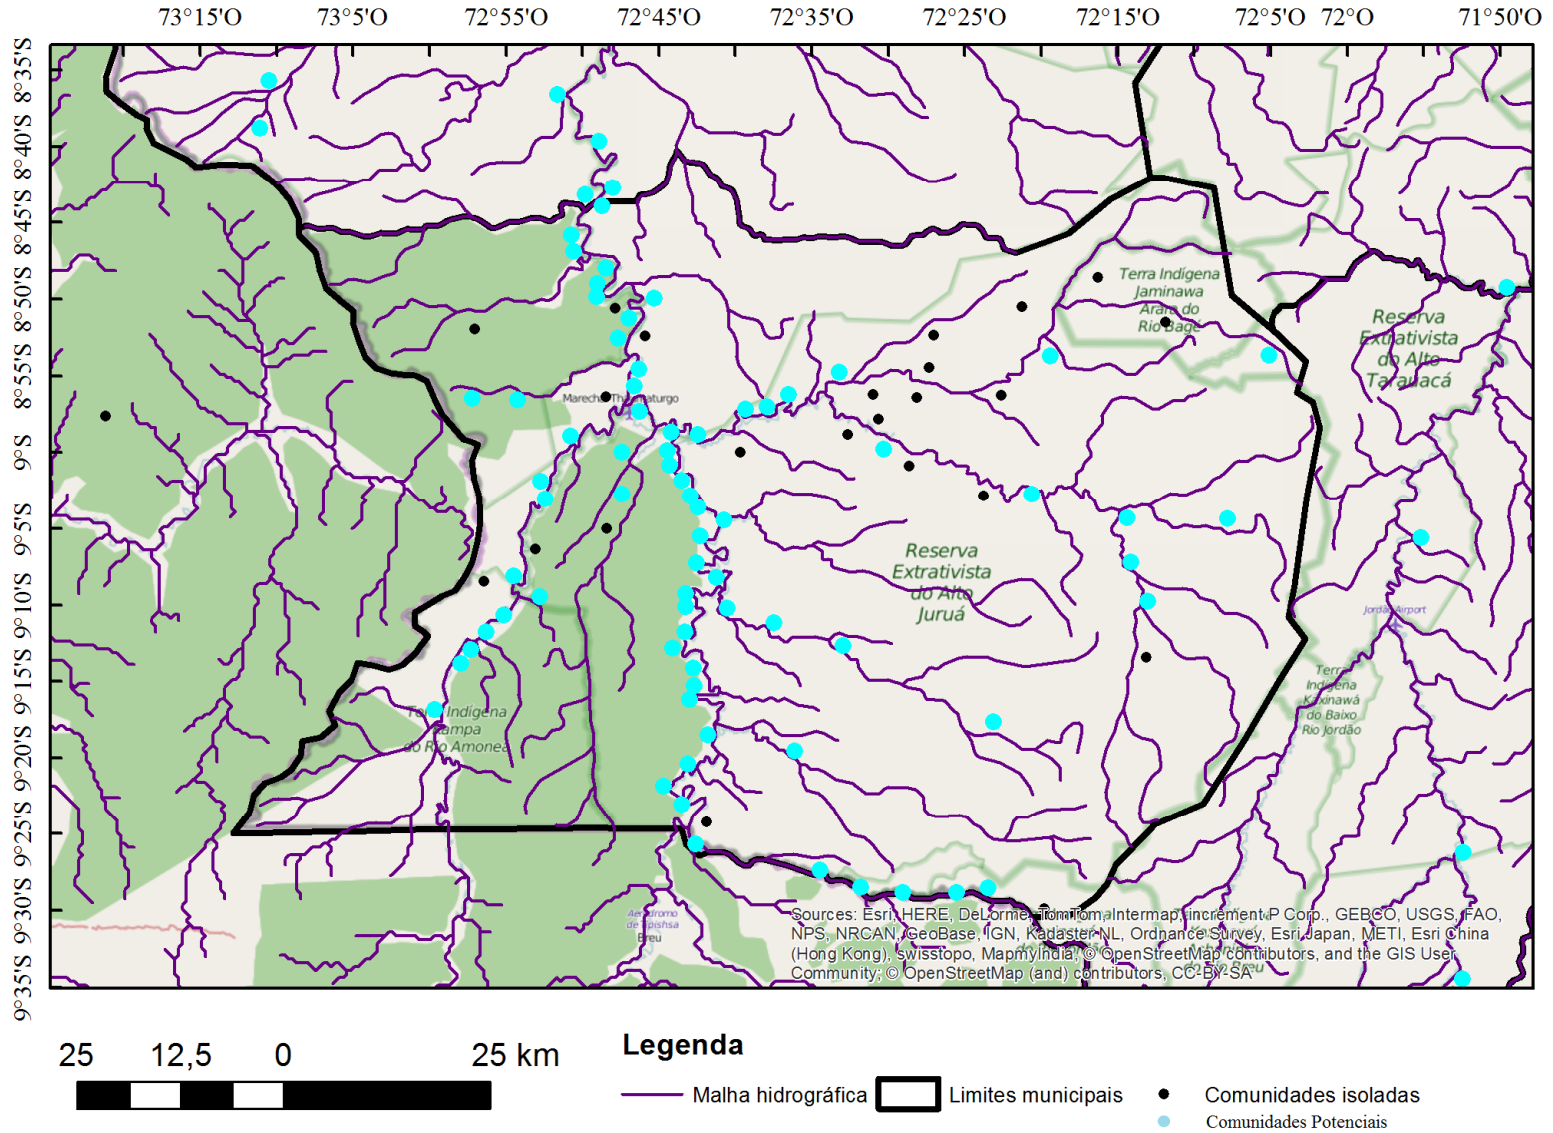 73°15'O 73°5'O 72°55'O 72°45'O 72°35'O 72°25'O 72°15'O 72°5'O 72°O 71°50'O
8°35'S
8°40'S
8°45'S
8°50'S
8°55'S
9°S
9°5'S
9°10'S
9°15'S
9°20'S
9°25'S
9°30'S
9°35'S
Terra Indígena
Jaminawa
Arara do
Rio Bagé
Reserva
Extrativista
do Alto
Tarauacá
Marechal Thaumaturgo
Reserva
Extrativista
do Alto
Juruá
Jordão Airport
Terra
Indígena
Kaxinawá
do Baixo
Rio Jordão
Terra Indígena
Kampa
do Rio Amonea
Aeródromo
de Tipishsa
Breu
Sources: Esri, HERE, DeLorme, TomTom, Intermap, increment P Corp., GEBCO, USGS, FAO,
NPS, NRCAN, GeoBase, IGN, Kadaster NL, Ordnance Survey, Esri Japan, METI, Esri China
(Hong Kong), swisstopo, MapmyIndia, © OpenStreetMap contributors, and the GIS User
Community; © OpenStreetMap (and) contributors, CC-BY-SA
25 12,5 0 25 km
Legenda
Malha hidrográfica Limites municipais Comunidades isoladas
Comunidades Potenciais